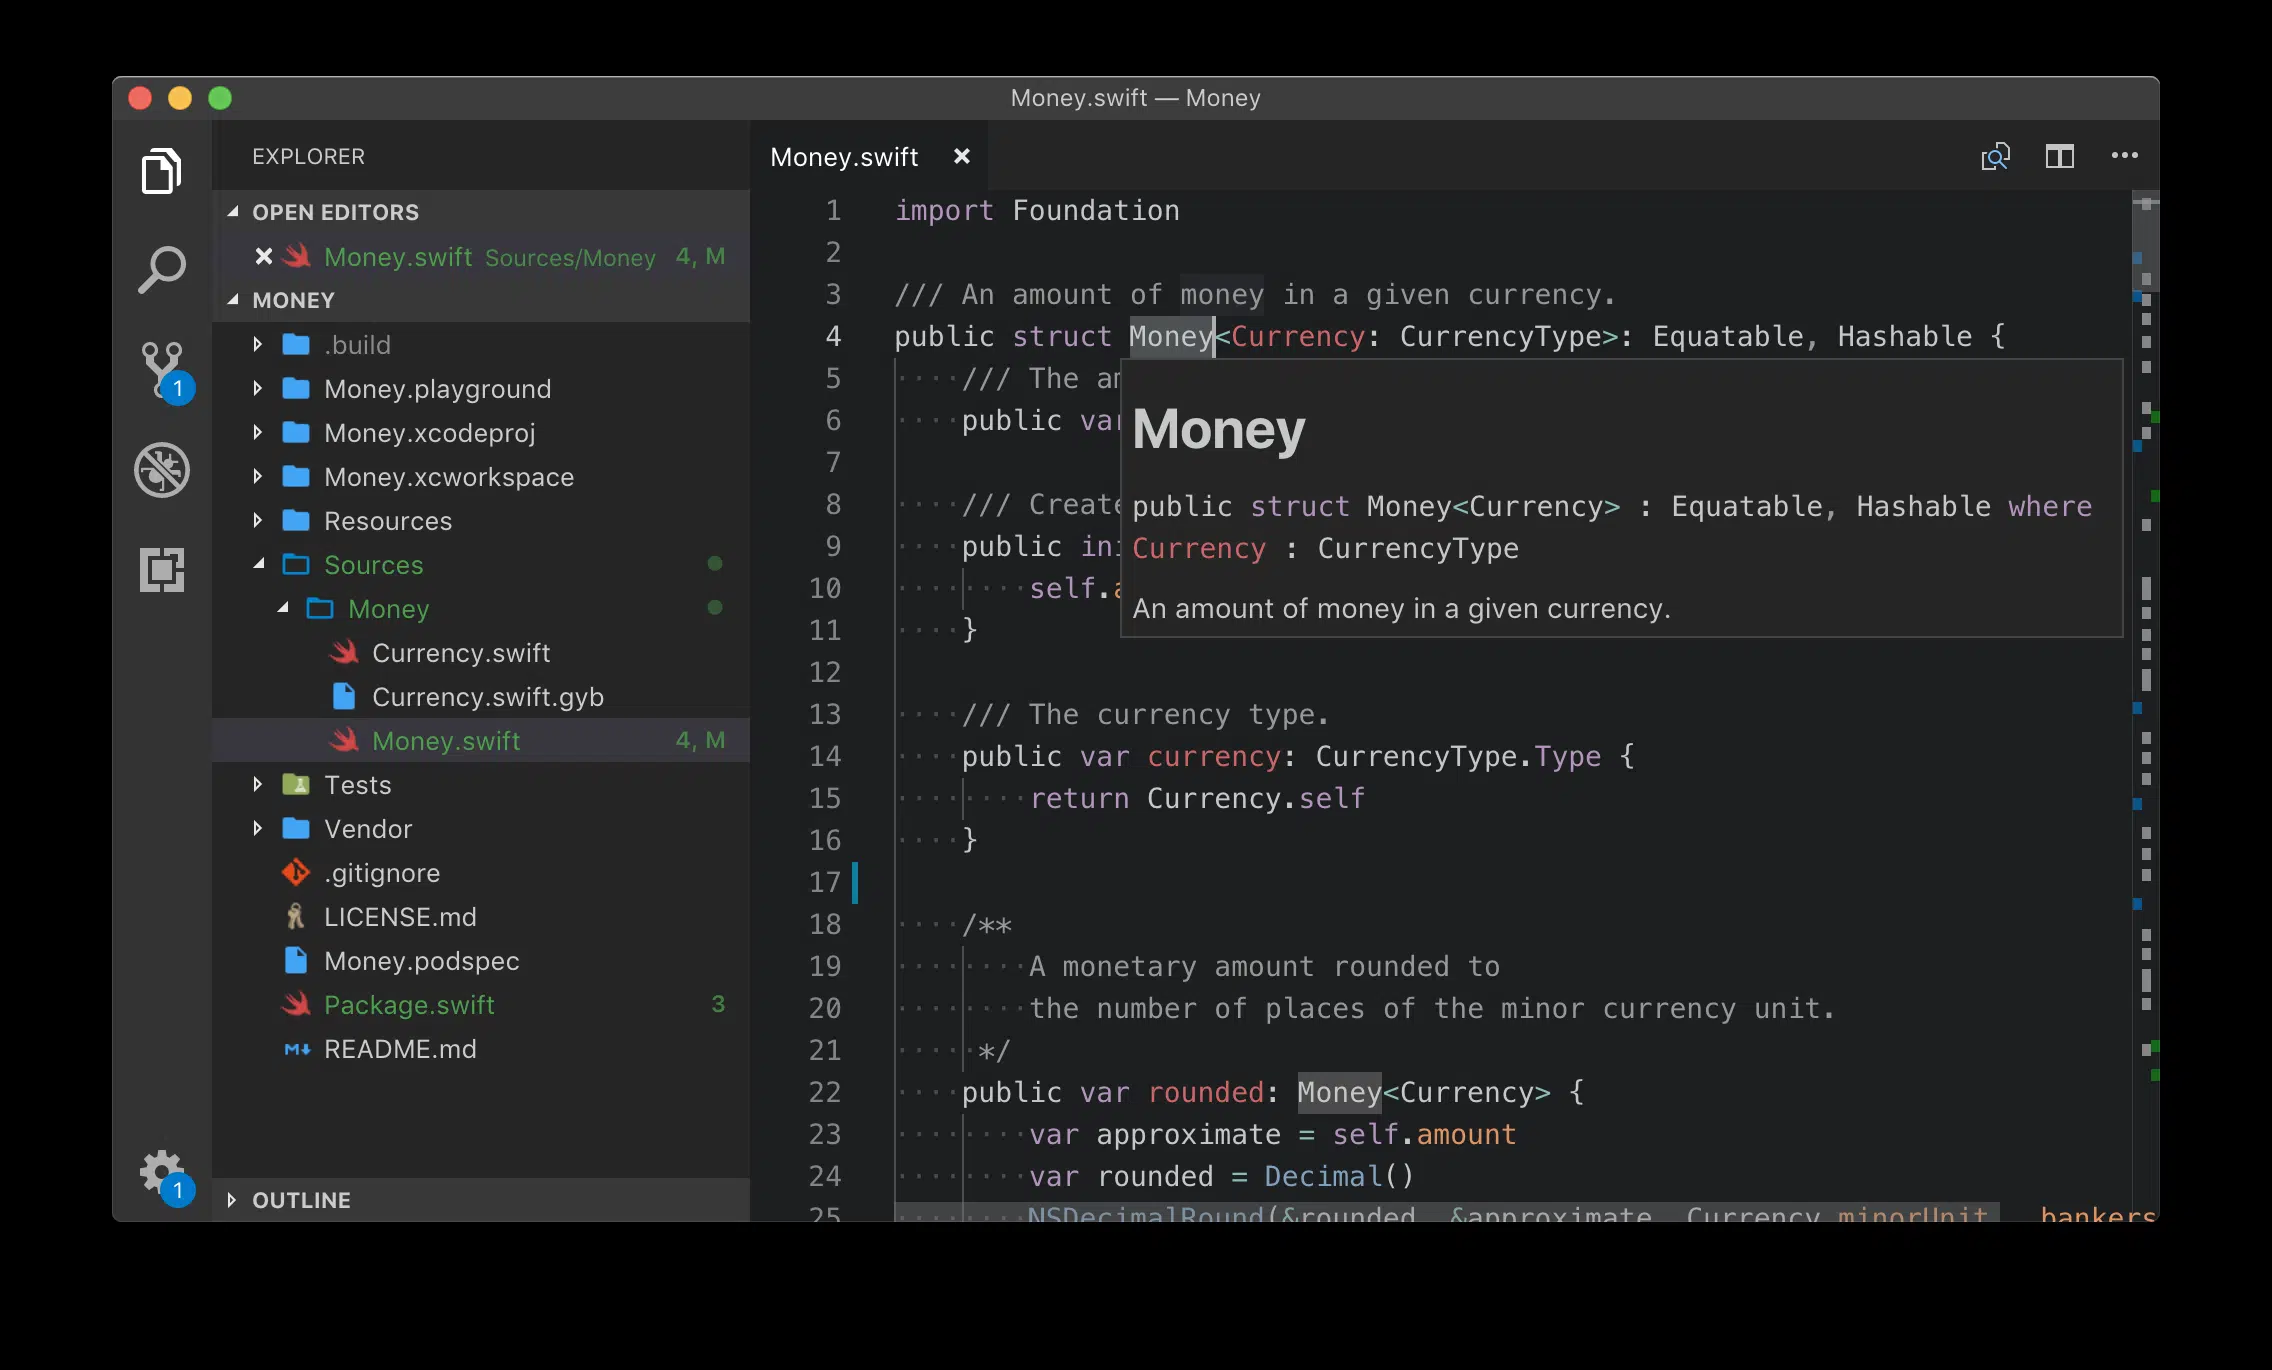 Money.swift — Money
EXPLORER
OPEN EDITORS
Money.swift Sources/Money 4, M
MONEY
.build
Money.playground
Money.xcodeproj
Money.xcworkspace
Resources
Sources
Money
Currency.swift
Currency.swift.gyb
Money.swift 4, M
Tests
Vendor
.gitignore
LICENSE.md
Money.podspec
Package.swift 3
M↓ README.md
OUTLINE
1
1
Money.swift
1 import Foundation
2
3 /// An amount of money in a given currency.
4 public struct Money<Currency: CurrencyType>: Equatable, Hashable {
5 ····/// The
6 ····public
7
8 ····/// Create
9 ····public
10 ········self.
11 ····}
12
13 ····/// The currency type.
14 ····public var currency: CurrencyType.Type {
15 ········return Currency.self
16 ····}
17
18 ····/**
19 ········A monetary amount rounded to
20 ········the number of places of the minor currency unit.
21 ·····*/
22 ····public var rounded: Money<Currency> {
23 ········var approximate = self.amount
24 ········var rounded = Decimal()
25 ········NSDecimalRound(&rounded, &approximate, Currency.minorUnit, .bankers
Money
public struct Money<Currency> : Equatable, Hashable where
Currency : CurrencyType
An amount of money in a given currency.